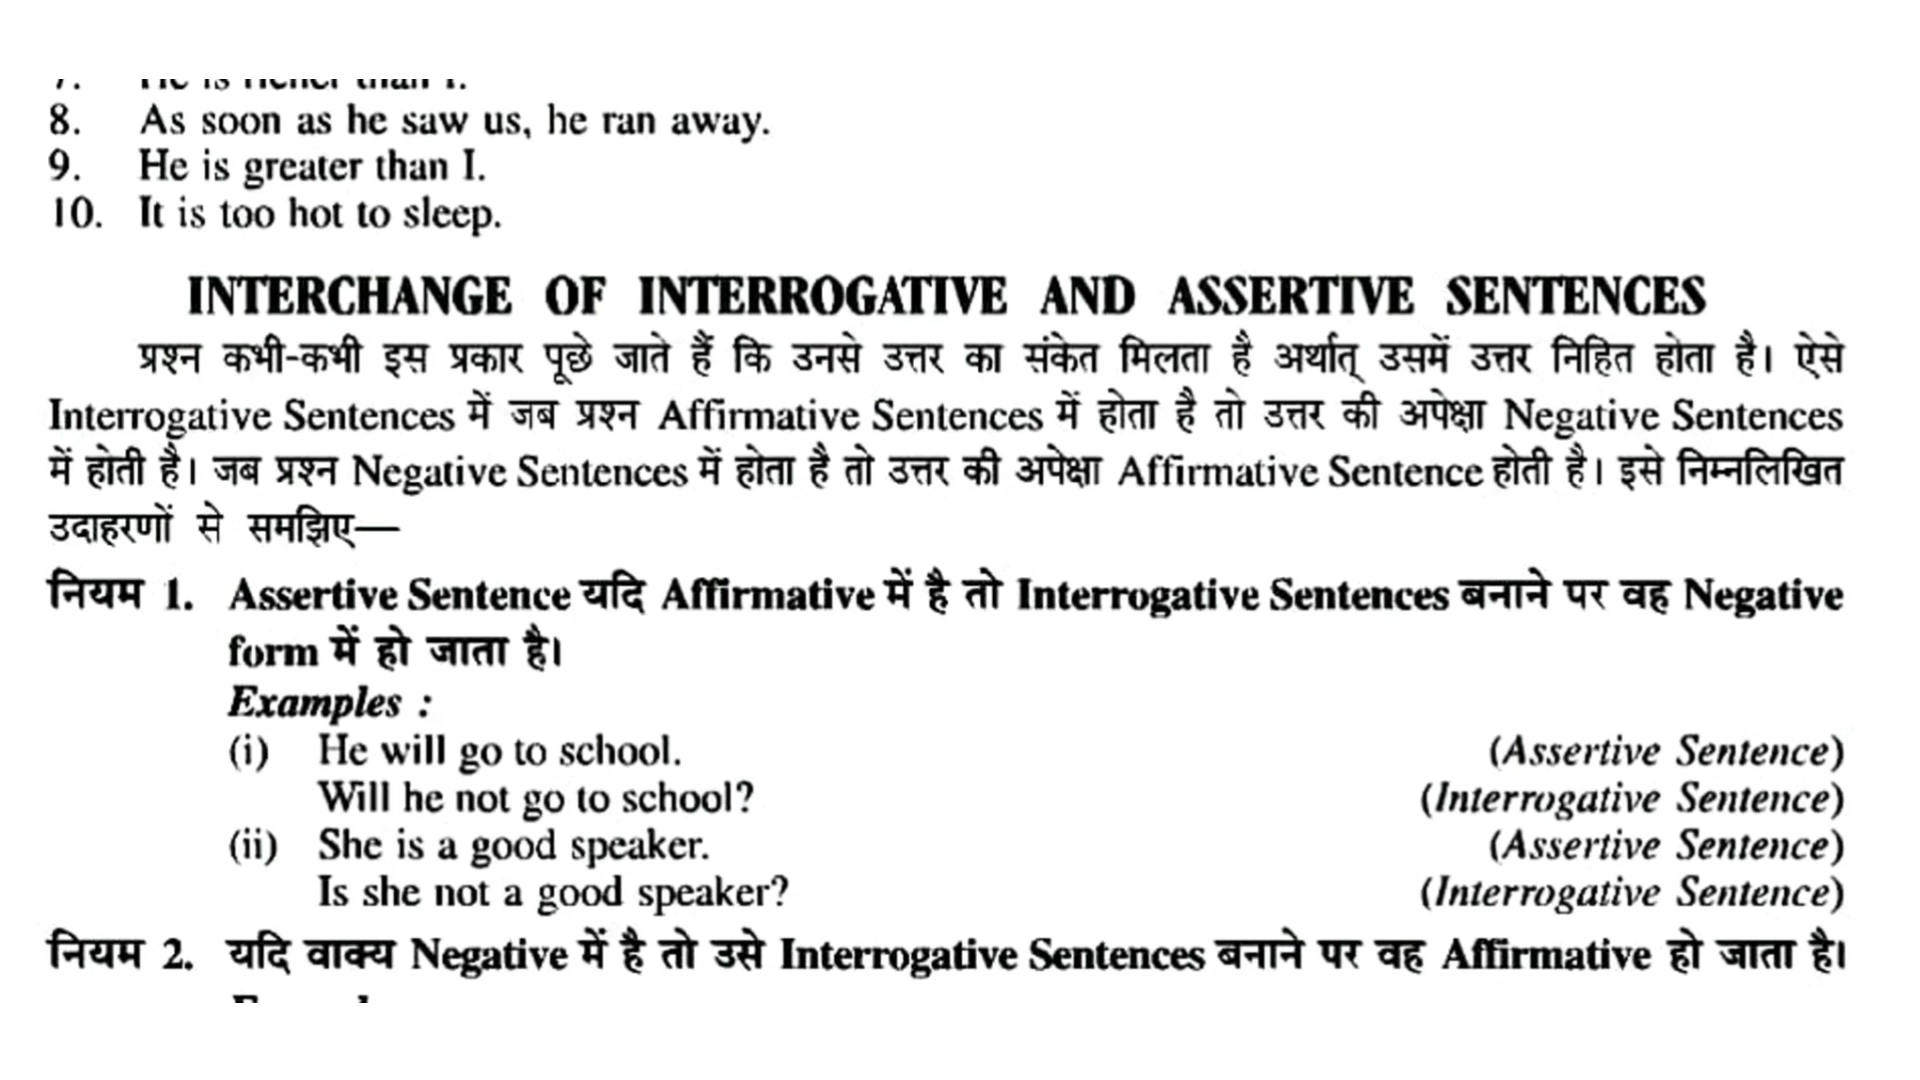 7. He is richer than I.
8. As soon as he saw us, he ran away.
9. He is greater than I.
10. It is too hot to sleep.
INTERCHANGE OF INTERROGATIVE AND ASSERTIVE SENTENCES
प्रश्न कभी-कभी इस प्रकार पूछे जाते हैं कि उनसे उत्तर का संकेत मिलता है अर्थात् उसमें उत्तर निहित होता है। ऐसे
Interrogative Sentences में जब प्रश्न Affirmative Sentences में होता है तो उत्तर की अपेक्षा Negative Sentences
में होती है। जब प्रश्न Negative Sentences में होता है तो उत्तर की अपेक्षा Affirmative Sentence होती है। इसे निम्नलिखित
उदाहरणों से समझिए—
नियम 1. Assertive Sentence यदि Affirmative में है तो Interrogative Sentences बनाने पर वह Negative
form में हो जाता है।
Examples :
(i) He will go to school. (Assertive Sentence)
Will he not go to school? (Interrogative Sentence)
(ii) She is a good speaker. (Assertive Sentence)
Is she not a good speaker? (Interrogative Sentence)
नियम 2. यदि वाक्य Negative में है तो उसे Interrogative Sentences बनाने पर वह Affirmative हो जाता है।